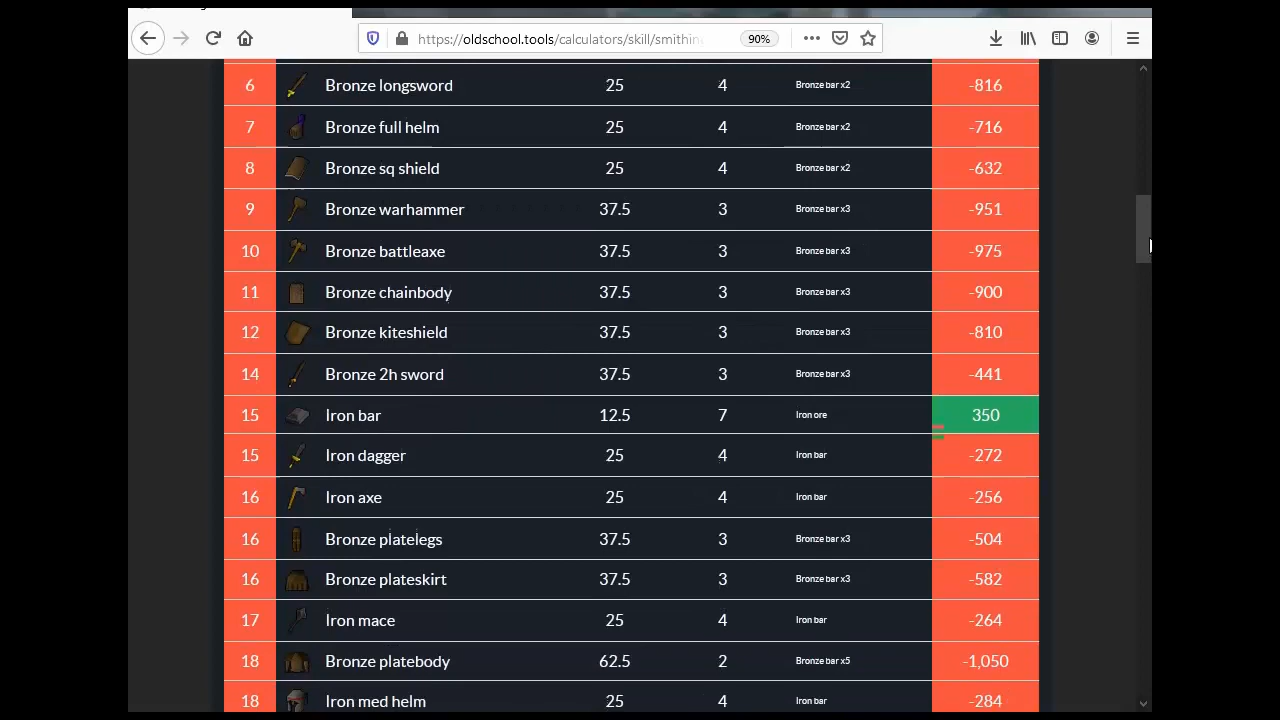 https://oldschool.tools/calculators/skill/smithin
90%
6 Bronze longsword 25 4 Bronze bar x2 -816
7 Bronze full helm 25 4 Bronze bar x2 -716
8 Bronze sq shield 25 4 Bronze bar x2 -632
9 Bronze warhammer 37.5 3 Bronze bar x3 -951
10 Bronze battleaxe 37.5 3 Bronze bar x3 -975
11 Bronze chainbody 37.5 3 Bronze bar x3 -900
12 Bronze kiteshield 37.5 3 Bronze bar x3 -810
14 Bronze 2h sword 37.5 3 Bronze bar x3 -441
15 Iron bar 12.5 7 Iron ore 350
15 Iron dagger 25 4 Iron bar -272
16 Iron axe 25 4 Iron bar -256
16 Bronze platelegs 37.5 3 Bronze bar x3 -504
16 Bronze plateskirt 37.5 3 Bronze bar x3 -582
17 Iron mace 25 4 Iron bar -264
18 Bronze platebody 62.5 2 Bronze bar x5 -1,050
18 Iron med helm 25 4 Iron bar -284